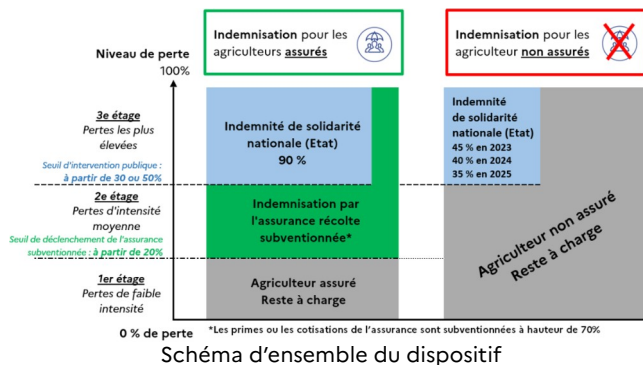 Indemnisation pour les
agriculteurs assurés
Indemnisation pour les
agriculteur non assurés
Niveau de perte
100%
3e étage
Pertes les plus
élevées
Seuil d'intervention publique :
à partir de 30 ou 50%
2e étage
Pertes d'intensité
moyenne
Seuil de déclenchement de l'assurance
subventionnée : à partir de 20%
1er étage
Pertes de faible
intensité
0 % de perte
Indemnité de solidarité
nationale (Etat)
90 %
Indemnisation par
l'assurance récolte
subventionnée*
Agriculteur assuré
Reste à charge
Indemnité
de solidarité
nationale (Etat)
45 % en 2023
40 % en 2024
35 % en 2025
Agriculteur non assuré
Reste à charge
*Les primes ou les cotisations de l'assurance sont subventionnées à hauteur de 70%
Schéma d'ensemble du dispositif